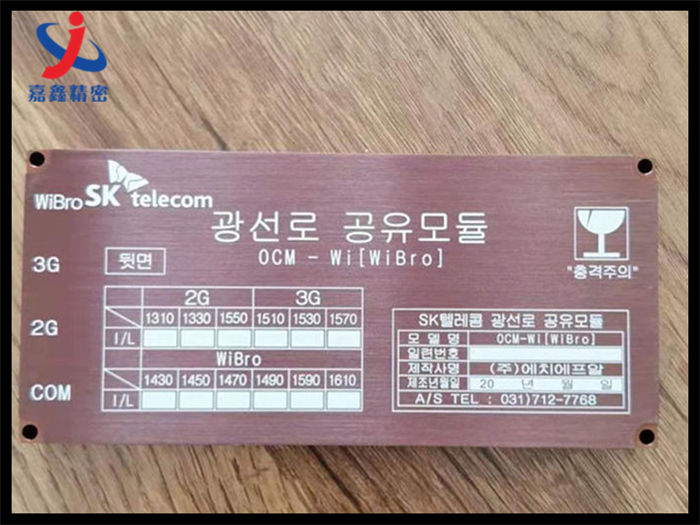 嘉鑫精密
WiBro SK telecom
광선로 공유모듈
OCM - Wi[WiBro]
"충격주의"
3G
뒷면
2G
COM
2G 3G
1310 1330 1550 1510 1530 1570
I/L
WiBro
1430 1450 1470 1490 1590 1610
I/L
SK텔레콤 광선로 공유모듈
모 델 명 OCM-Wi[WiBro]
일련번호
제작사명 (주)에치에프알
제조년월일 20 년 월 일
A/S TEL : 031)712-7768